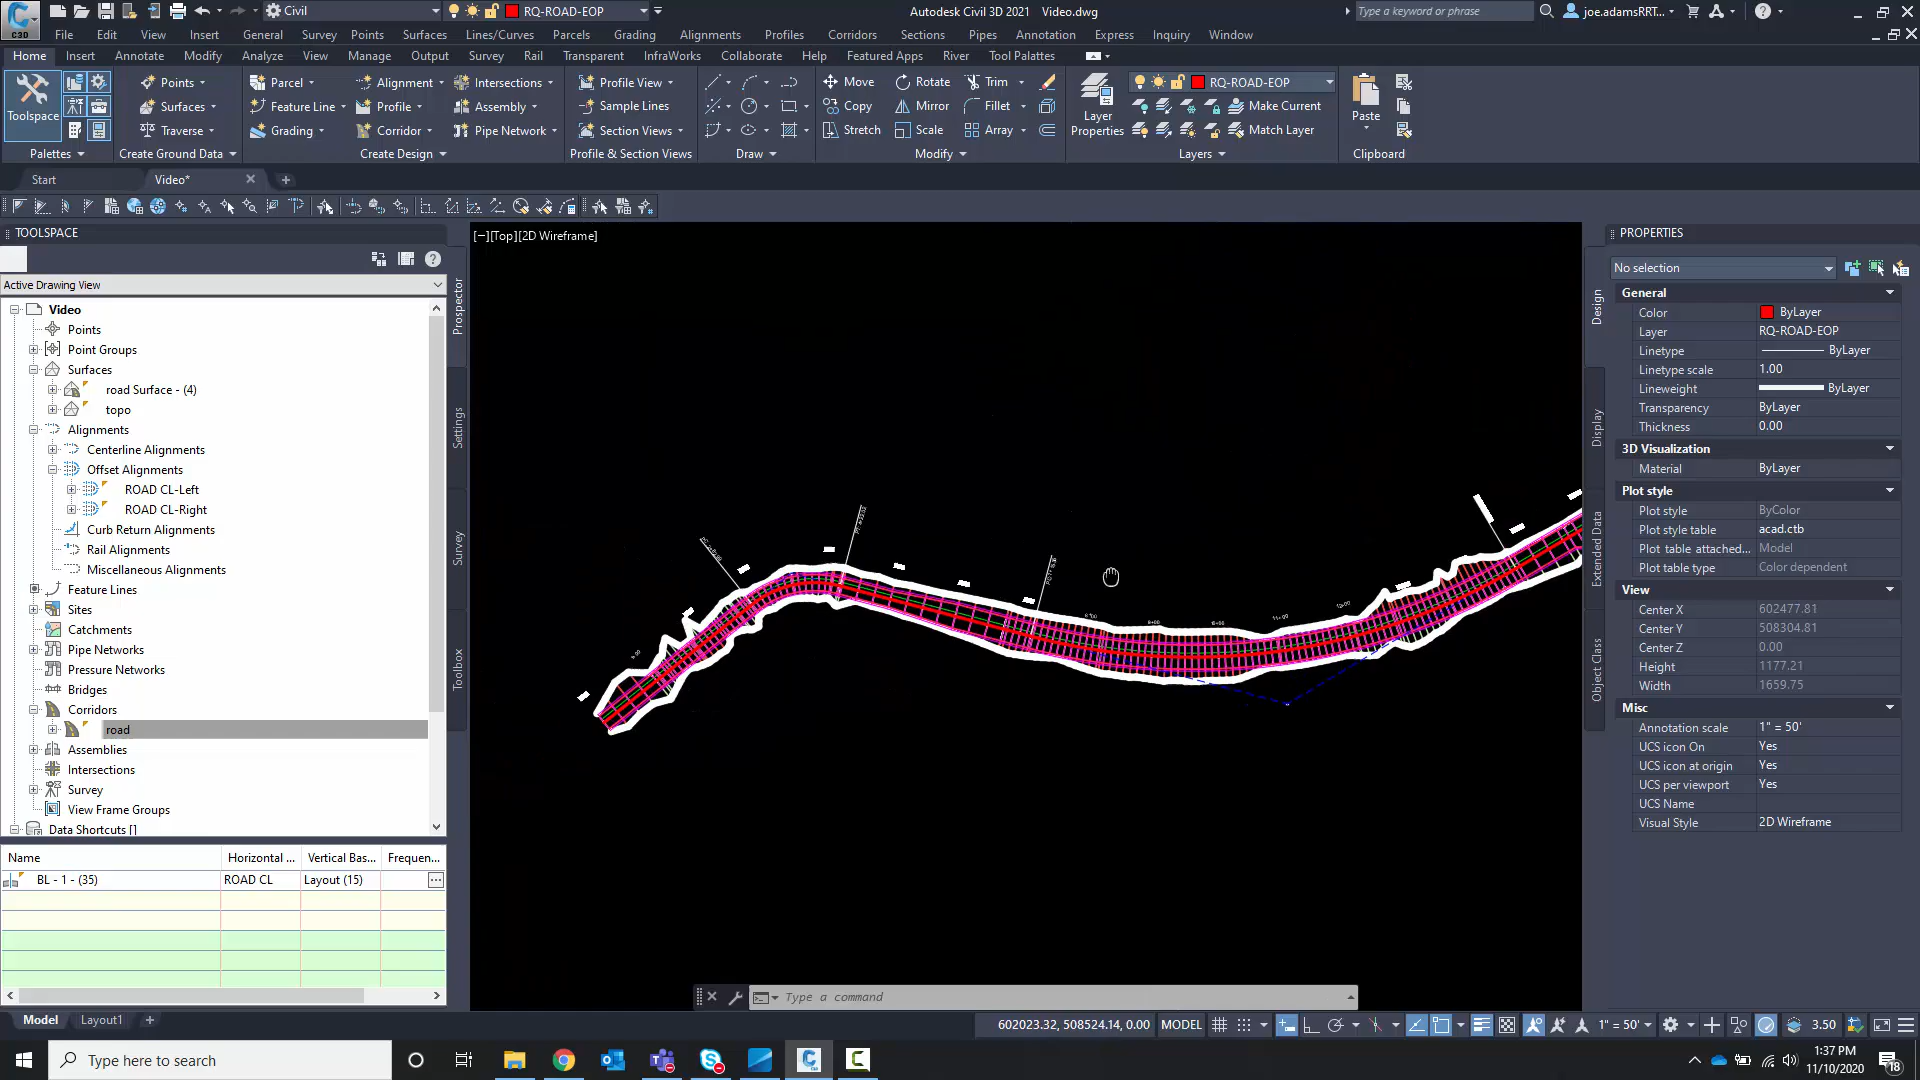 Civil
RQ-ROAD-EOP
Autodesk Civil 3D 2021 Video.dwg
Type a keyword or phrase
joe.adamsRRT...
C3D
File Edit View Insert General Survey Points Surfaces Lines/Curves Parcels Grading Alignments Profiles Corridors Sections Pipes Annotation Express Inquiry Window
Home Insert Annotate Modify Analyze View Manage Output Survey Rail Transparent InfraWorks Collaborate Help Featured Apps River Tool Palettes
Toolspace
Points
Surfaces
Traverse
Parcel
Feature Line
Grading
Alignment
Profile
Corridor
Intersections
Assembly
Pipe Network
Profile View
Sample Lines
Section Views
Move
Copy
Stretch
Rotate
Mirror
Scale
Trim
Fillet
Array
Layer
Properties
RQ-ROAD-EOP
Make Current
Match Layer
Paste
Palettes Create Ground Data Create Design Profile & Section Views Draw Modify Layers Clipboard
Start Video*
TOOLSPACE
Active Drawing View
Video
Points
Point Groups
Surfaces
road Surface - (4)
topo
Alignments
Centerline Alignments
Offset Alignments
ROAD CL-Left
ROAD CL-Right
Curb Return Alignments
Rail Alignments
Miscellaneous Alignments
Feature Lines
Sites
Catchments
Pipe Networks
Pressure Networks
Bridges
Corridors
road
Assemblies
Intersections
Survey
View Frame Groups
Data Shortcuts []
Prospector
Settings
Survey
Toolbox
Name Horizontal ... Vertical Bas... Frequen...
BL - 1 - (35) ROAD CL Layout (15) ...
[−][Top][2D Wireframe]
9+00
10+00
11+00
12+00
Type a command
PROPERTIES
No selection
Design
Display
Extended Data
Object Class
General
Color ByLayer
Layer RQ-ROAD-EOP
Linetype ByLayer
Linetype scale 1.00
Lineweight ByLayer
Transparency ByLayer
Thickness 0.00
3D Visualization
Material ByLayer
Plot style
Plot style ByColor
Plot style table acad.ctb
Plot table attached... Model
Plot table type Color dependent
View
Center X 602477.81
Center Y 508304.81
Center Z 0.00
Height 1177.21
Width 1659.75
Misc
Annotation scale 1" = 50'
UCS icon On Yes
UCS icon at origin Yes
UCS per viewport Yes
UCS Name
Visual Style 2D Wireframe
Model Layout1
602023.32, 508524.14, 0.00 MODEL 1" = 50' 3.50
Type here to search
1:37 PM
11/10/2020
18